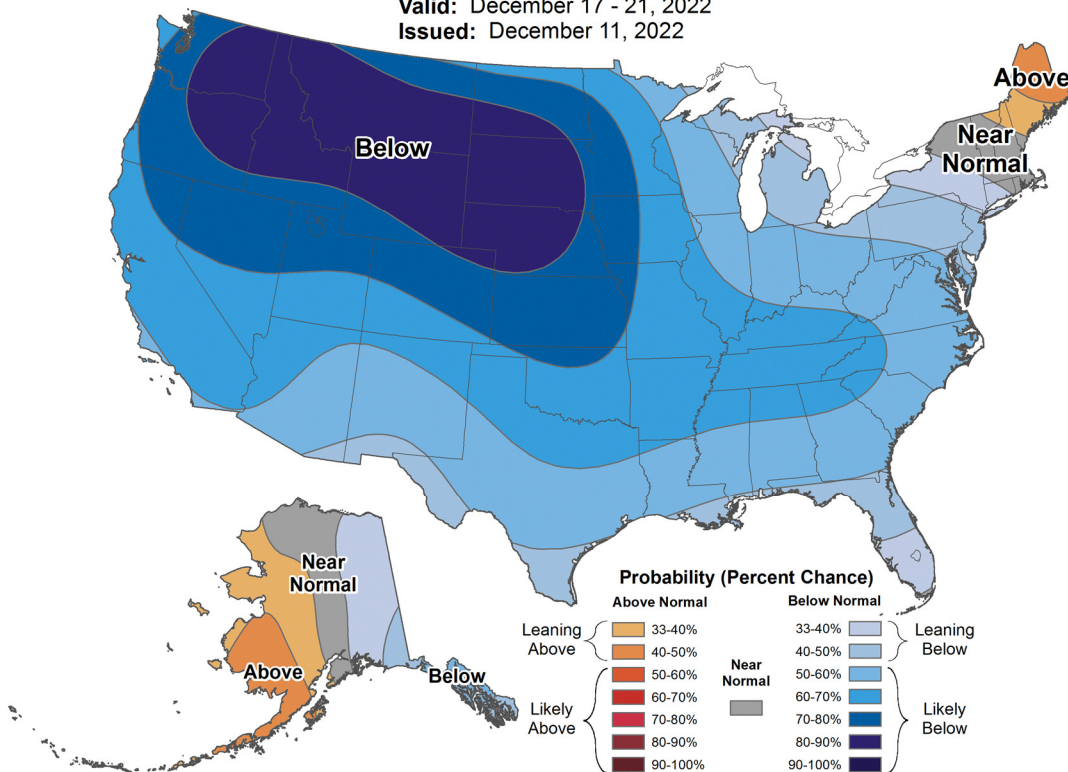 Valid: December 17 - 21, 2022
Issued: December 11, 2022
Above
Near
Normal
Below
Near
Normal
Above
Below
Probability (Percent Chance)
Above Normal
Below Normal
Leaning
Above
33-40%
40-50%
Likely
Above
50-60%
60-70%
70-80%
80-90%
90-100%
Near
Normal
33-40%
40-50%
Leaning
Below
50-60%
60-70%
70-80%
80-90%
90-100%
Likely
Below